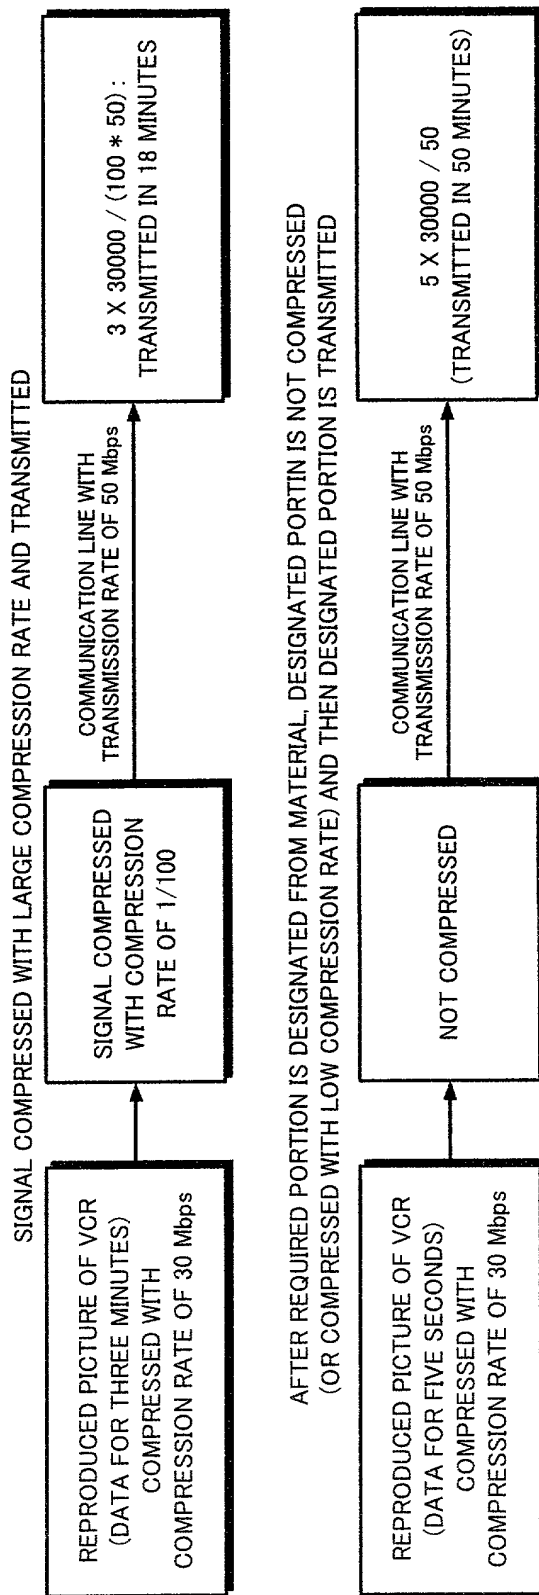 SIGNAL COMPRESSED WITH LARGE COMPRESSION RATE AND TRANSMITTED
REPRODUCED PICTURE OF VCR
(DATA FOR THREE MINUTES)
COMPRESSED WITH
COMPRESSION RATE OF 30 Mbps
SIGNAL COMPRESSED
WITH COMPRESSION
RATE OF 1/100
COMMUNICATION LINE WITH
TRANSMISSION RATE OF 50 Mbps
3 X 30000 / (100 * 50) :
TRANSMITTED IN 18 MINUTES
AFTER REQUIRED PORTION IS DESIGNATED FROM MATERIAL, DESIGNATED PORTIN IS NOT COMPRESSED
(OR COMPRESSED WITH LOW COMPRESSION RATE) AND THEN DESIGNATED PORTION IS TRANSMITTED
REPRODUCED PICTURE OF VCR
(DATA FOR FIVE SECONDS)
COMPRESSED WITH
COMPRESSION RATE OF 30 Mbps
NOT COMPRESSED
COMMUNICATION LINE WITH
TRANSMISSION RATE OF 50 Mbps
5 X 30000 / 50
(TRANSMITTED IN 50 MINUTES)